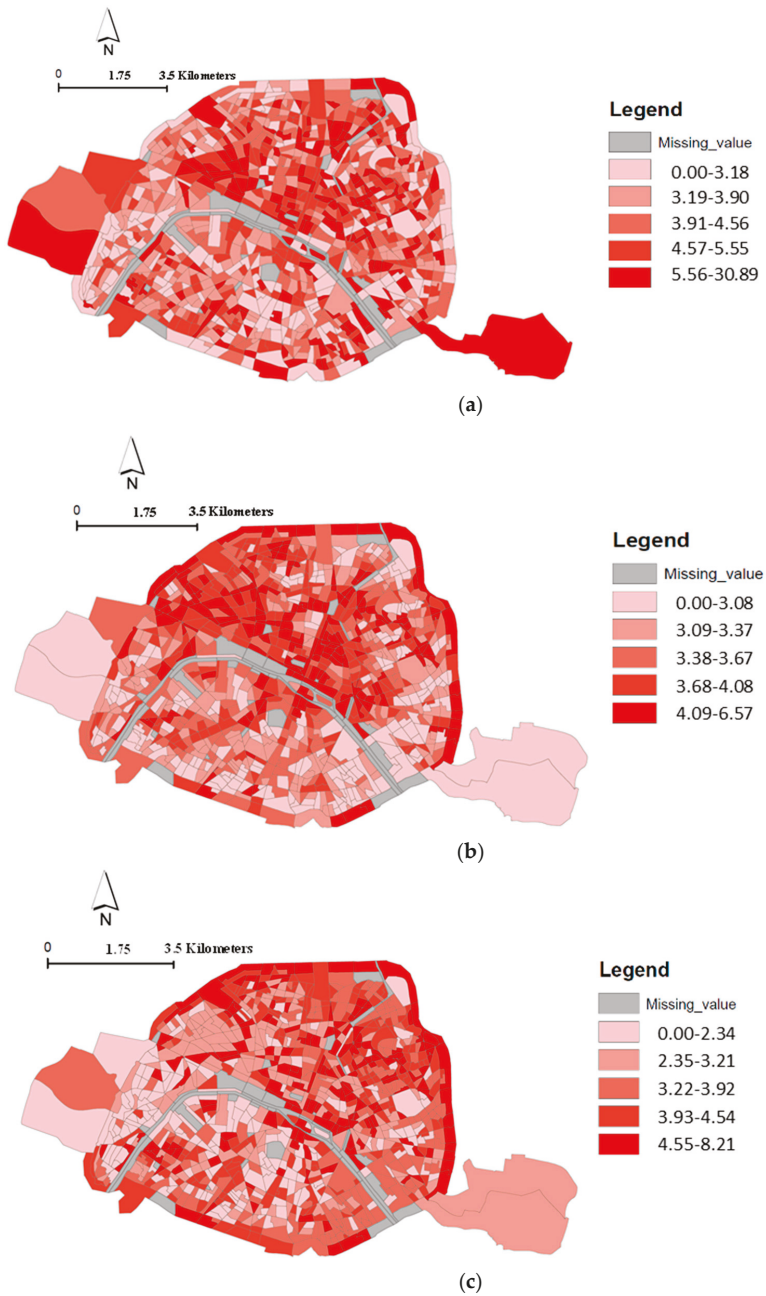 N
0 1.75 3.5 Kilometers
Legend
Missing_value
0.00-3.18
3.19-3.90
3.91-4.56
4.57-5.55
5.56-30.89
(a)
N
0 1.75 3.5 Kilometers
Legend
Missing_value
0.00-3.08
3.09-3.37
3.38-3.67
3.68-4.08
4.09-6.57
(b)
N
0 1.75 3.5 Kilometers
Legend
Missing_value
0.00-2.34
2.35-3.21
3.22-3.92
3.93-4.54
4.55-8.21
(c)